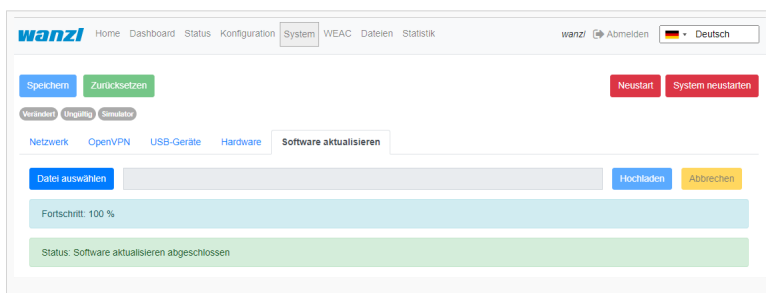 wanzl Home Dashboard Status Konfiguration System WEAC Dateien Statistik wanzl Abmelden Deutsch
Speichern Zurücksetzen Neustart System neustarten
Verändert Ungültig Simulator
Netzwerk OpenVPN USB-Geräte Hardware Software aktualisieren
Datei auswählen Hochladen Abbrechen
Fortschritt: 100 %
Status: Software aktualisieren abgeschlossen